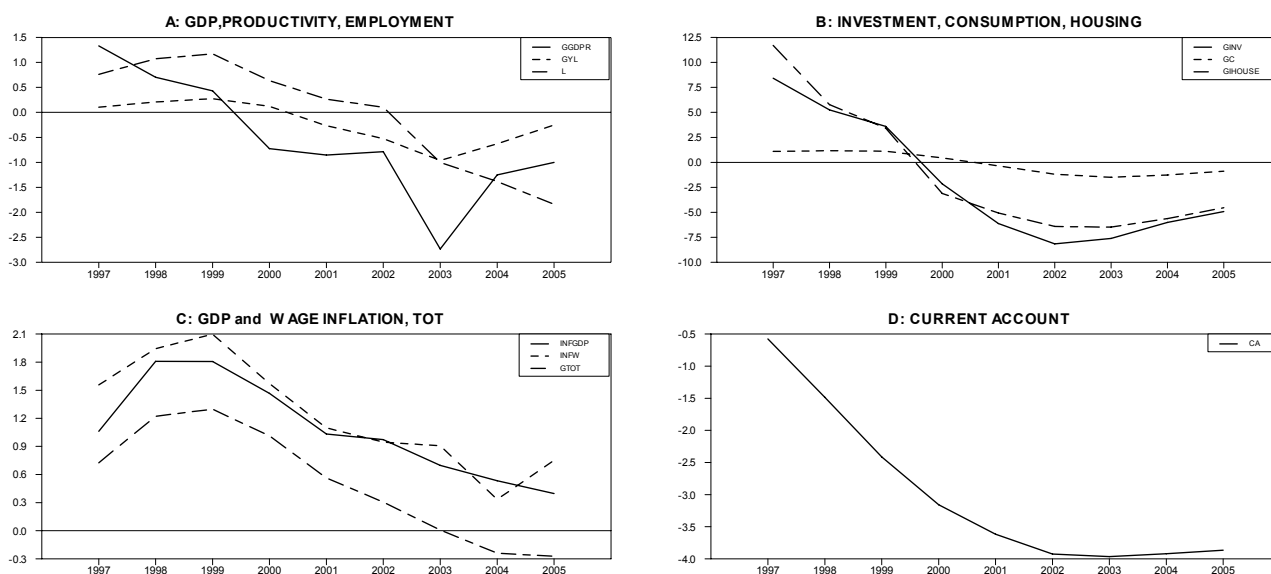 A: GDP,PRODUCTIVITY, EMPLOYMENT
1.5
1.0
0.5
0.0
-0.5
-1.0
-1.5
-2.0
-2.5
-3.0
GGDPR
GYL
L
1997 1998 1999 2000 2001 2002 2003 2004 2005
B: INVESTMENT, CONSUMPTION, HOUSING
12.5
10.0
7.5
5.0
2.5
0.0
-2.5
-5.0
-7.5
-10.0
GINV
GC
GIHOUSE
1997 1998 1999 2000 2001 2002 2003 2004 2005
C: GDP and W AGE INFLATION, TOT
2.1
1.8
1.5
1.2
0.9
0.6
0.3
0.0
-0.3
INFGDP
INFW
GTOT
1997 1998 1999 2000 2001 2002 2003 2004 2005
D: CURRENT ACCOUNT
-0.5
-1.0
-1.5
-2.0
-2.5
-3.0
-3.5
-4.0
CA
1997 1998 1999 2000 2001 2002 2003 2004 2005